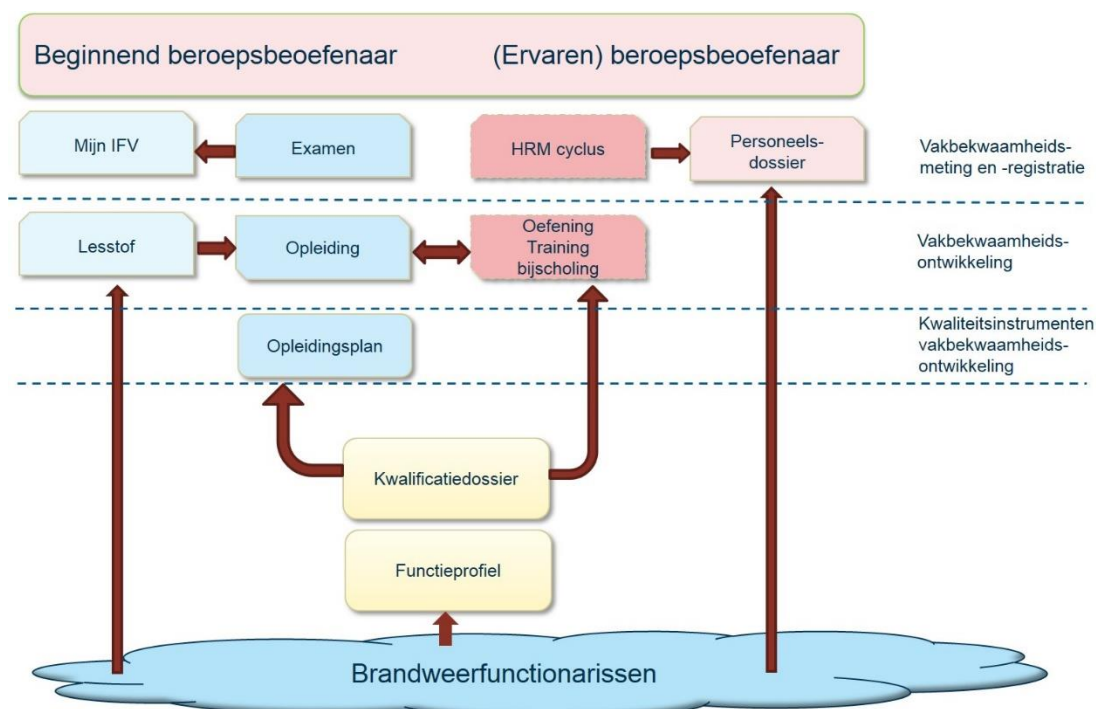 Beginnend beroepsbeoefenaar
(Ervaren) beroepsbeoefenaar
Mijn IFV
Examen
HRM cyclus
Personeels-
dossier
Vakbekwaamheids-
meting en -registratie
Lesstof
Opleiding
Oefening
Training
bijscholing
Vakbekwaamheids-
ontwikkeling
Opleidingsplan
Kwaliteitsinstrumenten
vakbekwaamheids-
ontwikkeling
Kwalificatiedossier
Functieprofiel
Brandweerfunctionarissen